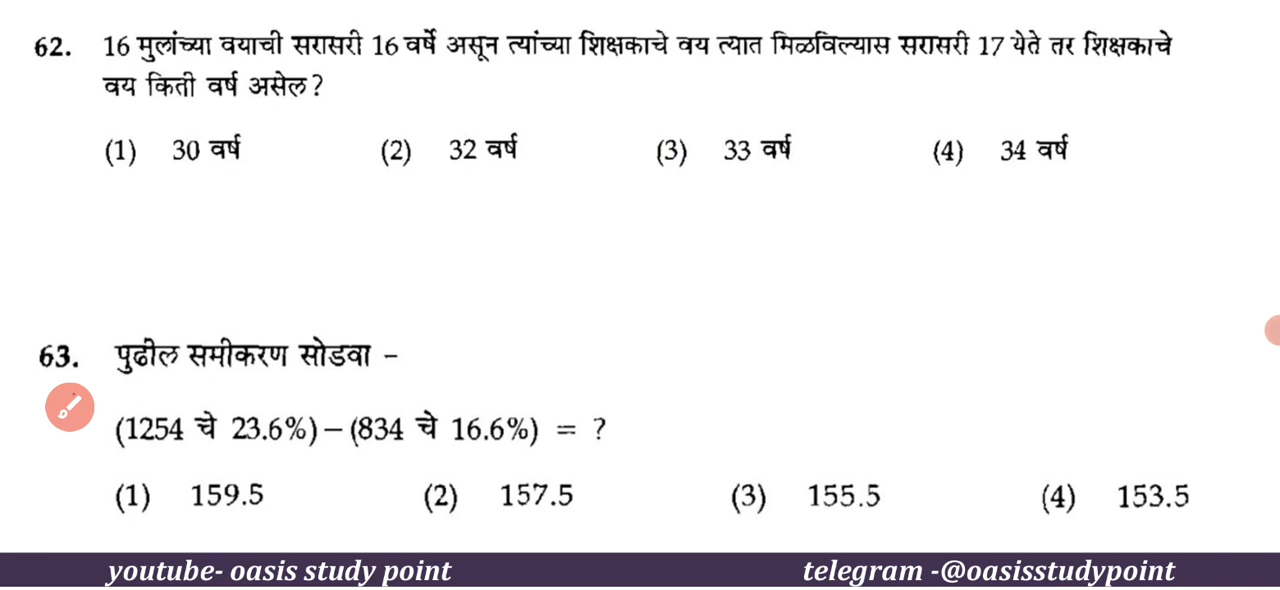 62. 16 मुलांच्या वयाची सरासरी 16 वर्षे असून त्यांच्या शिक्षकाचे वय त्यात मिळविल्यास सरासरी 17 येते तर शिक्षकाचे
वय किती वर्ष असेल ?
(1) 30 वर्ष (2) 32 वर्ष (3) 33 वर्ष (4) 34 वर्ष
63. पुढील समीकरण सोडवा –
(1254 चे 23.6%) – (834 चे 16.6%) = ?
(1) 159.5 (2) 157.5 (3) 155.5 (4) 153.5
youtube- oasis study point telegram -@oasisstudypoint